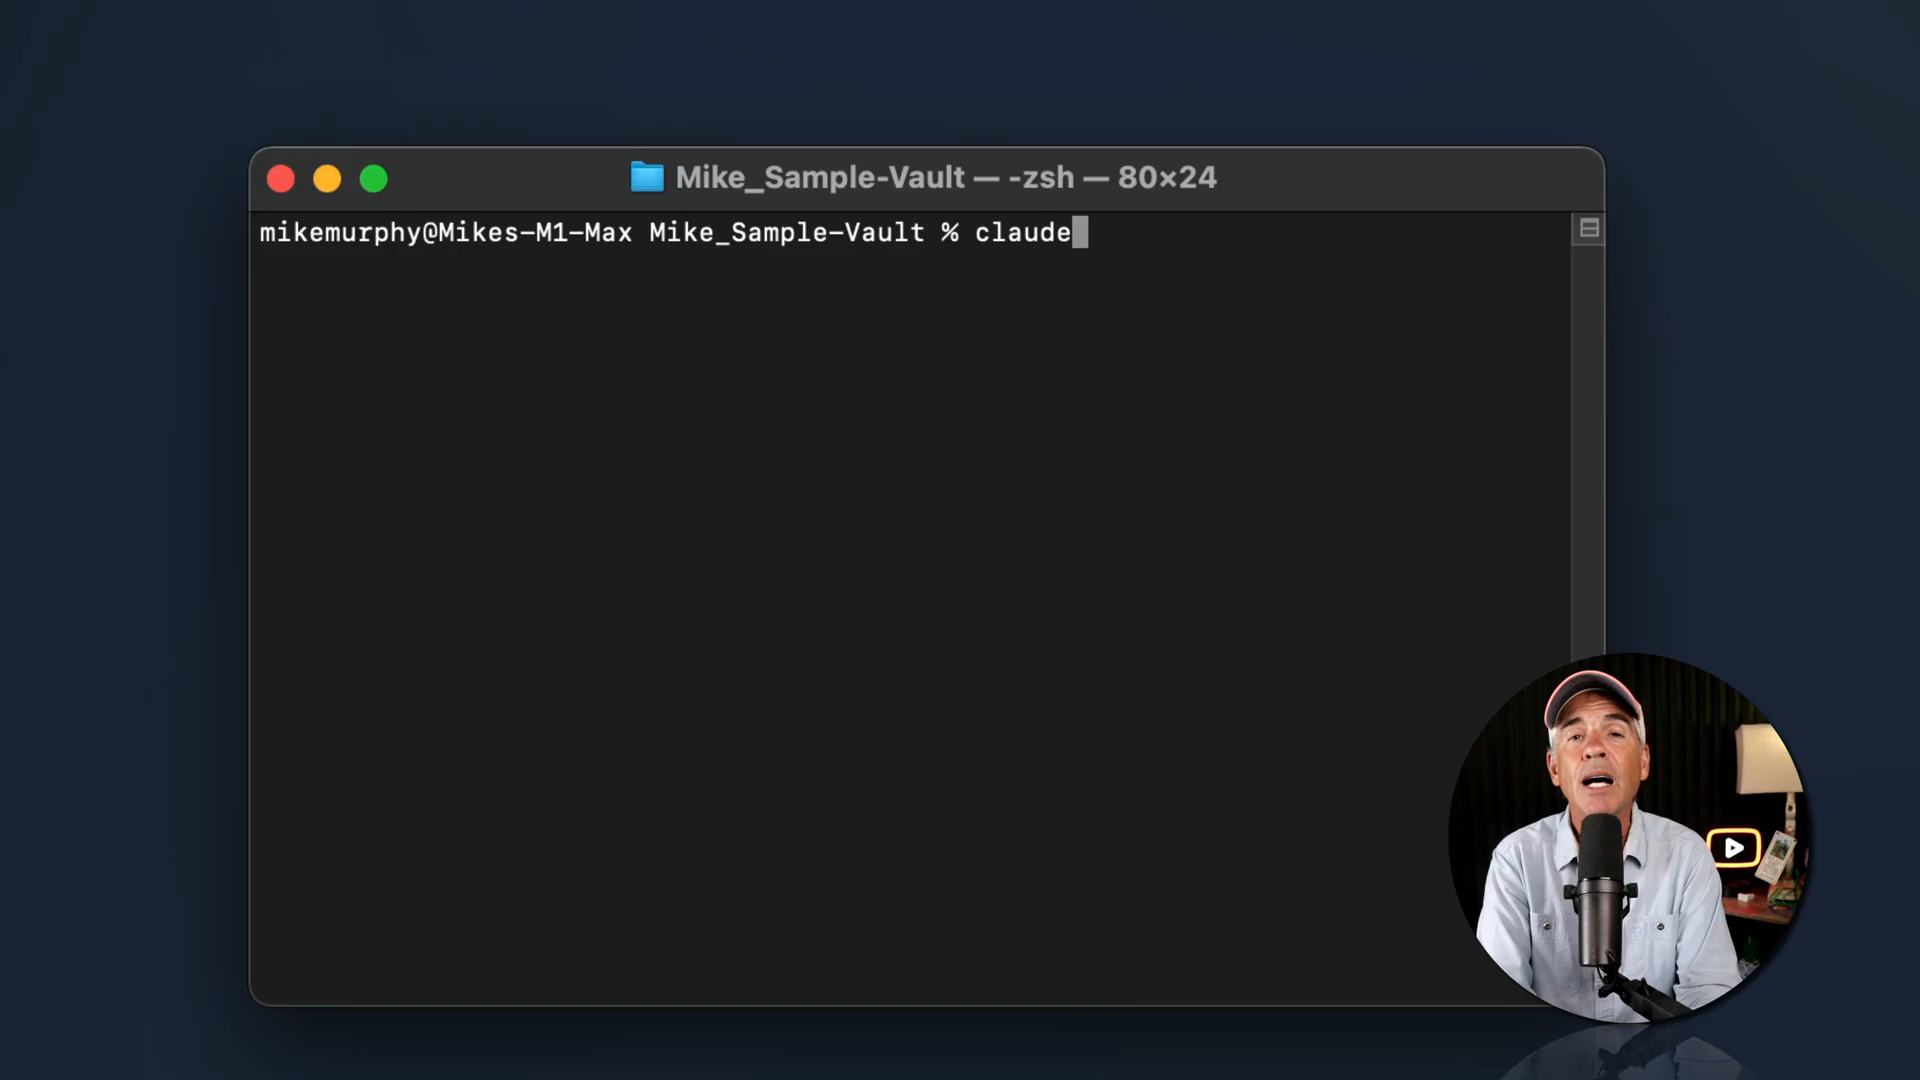 Mike_Sample-Vault — -zsh — 80×24
mikemurphy@Mikes-M1-Max Mike_Sample-Vault % claude